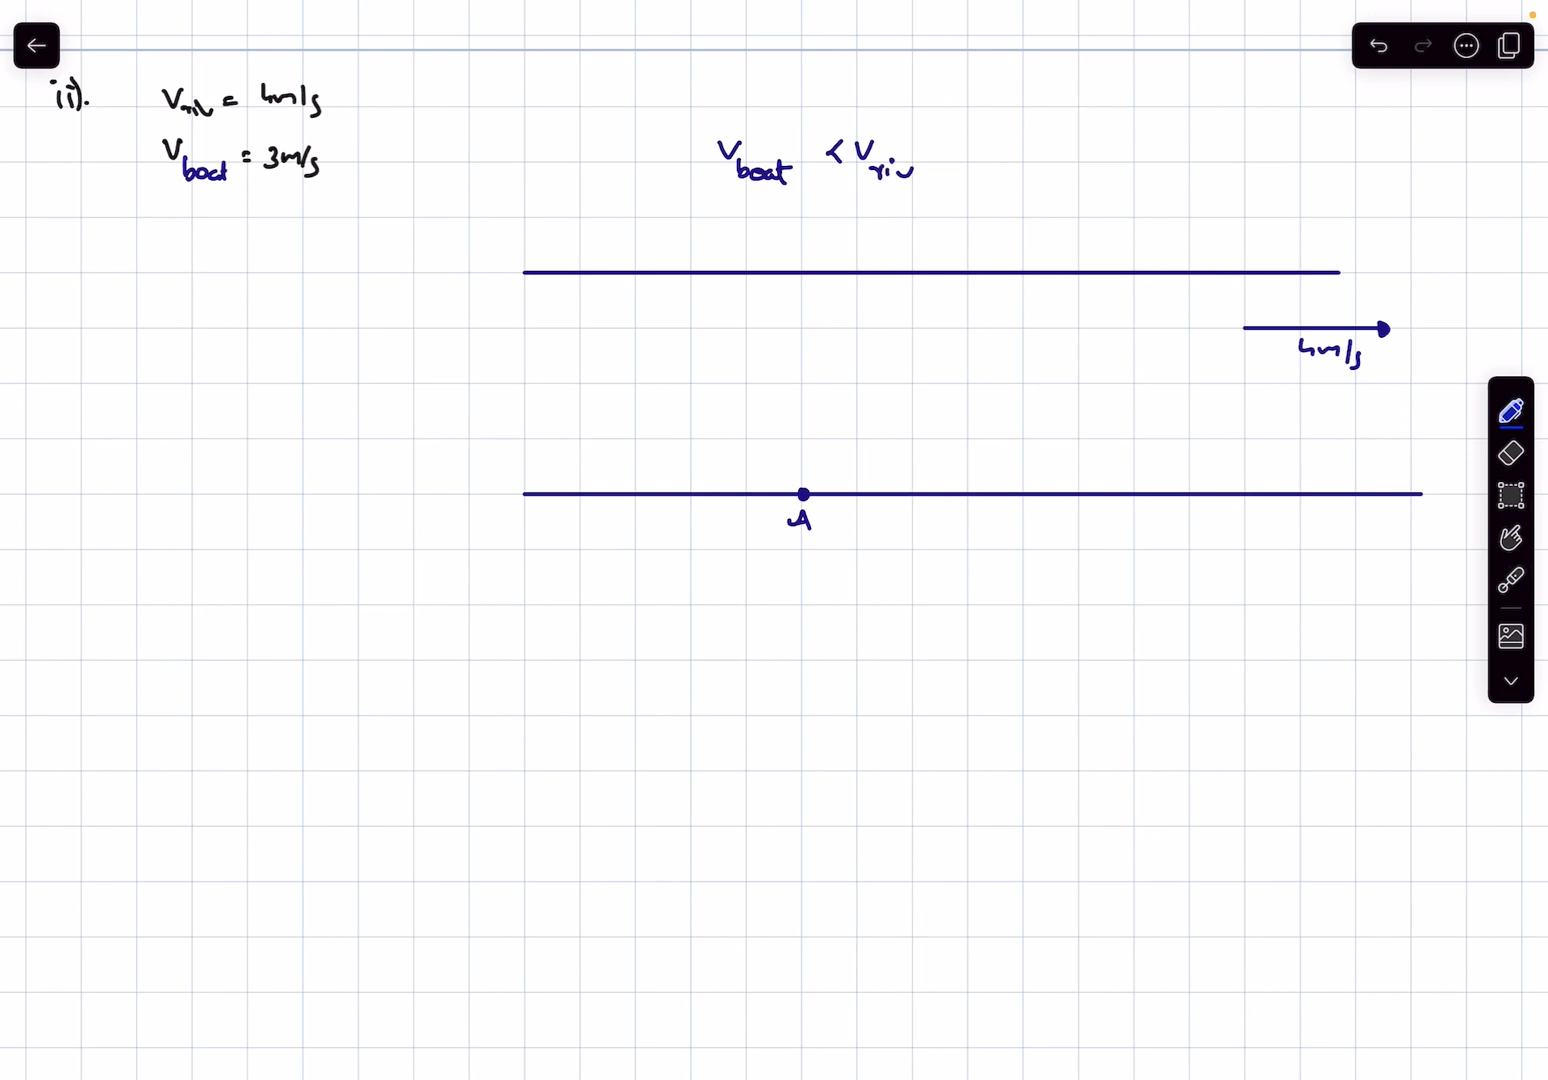 ii). V_riv = 4m/s
V_boat = 3m/s
V_boat < V_riv
4m/s
A